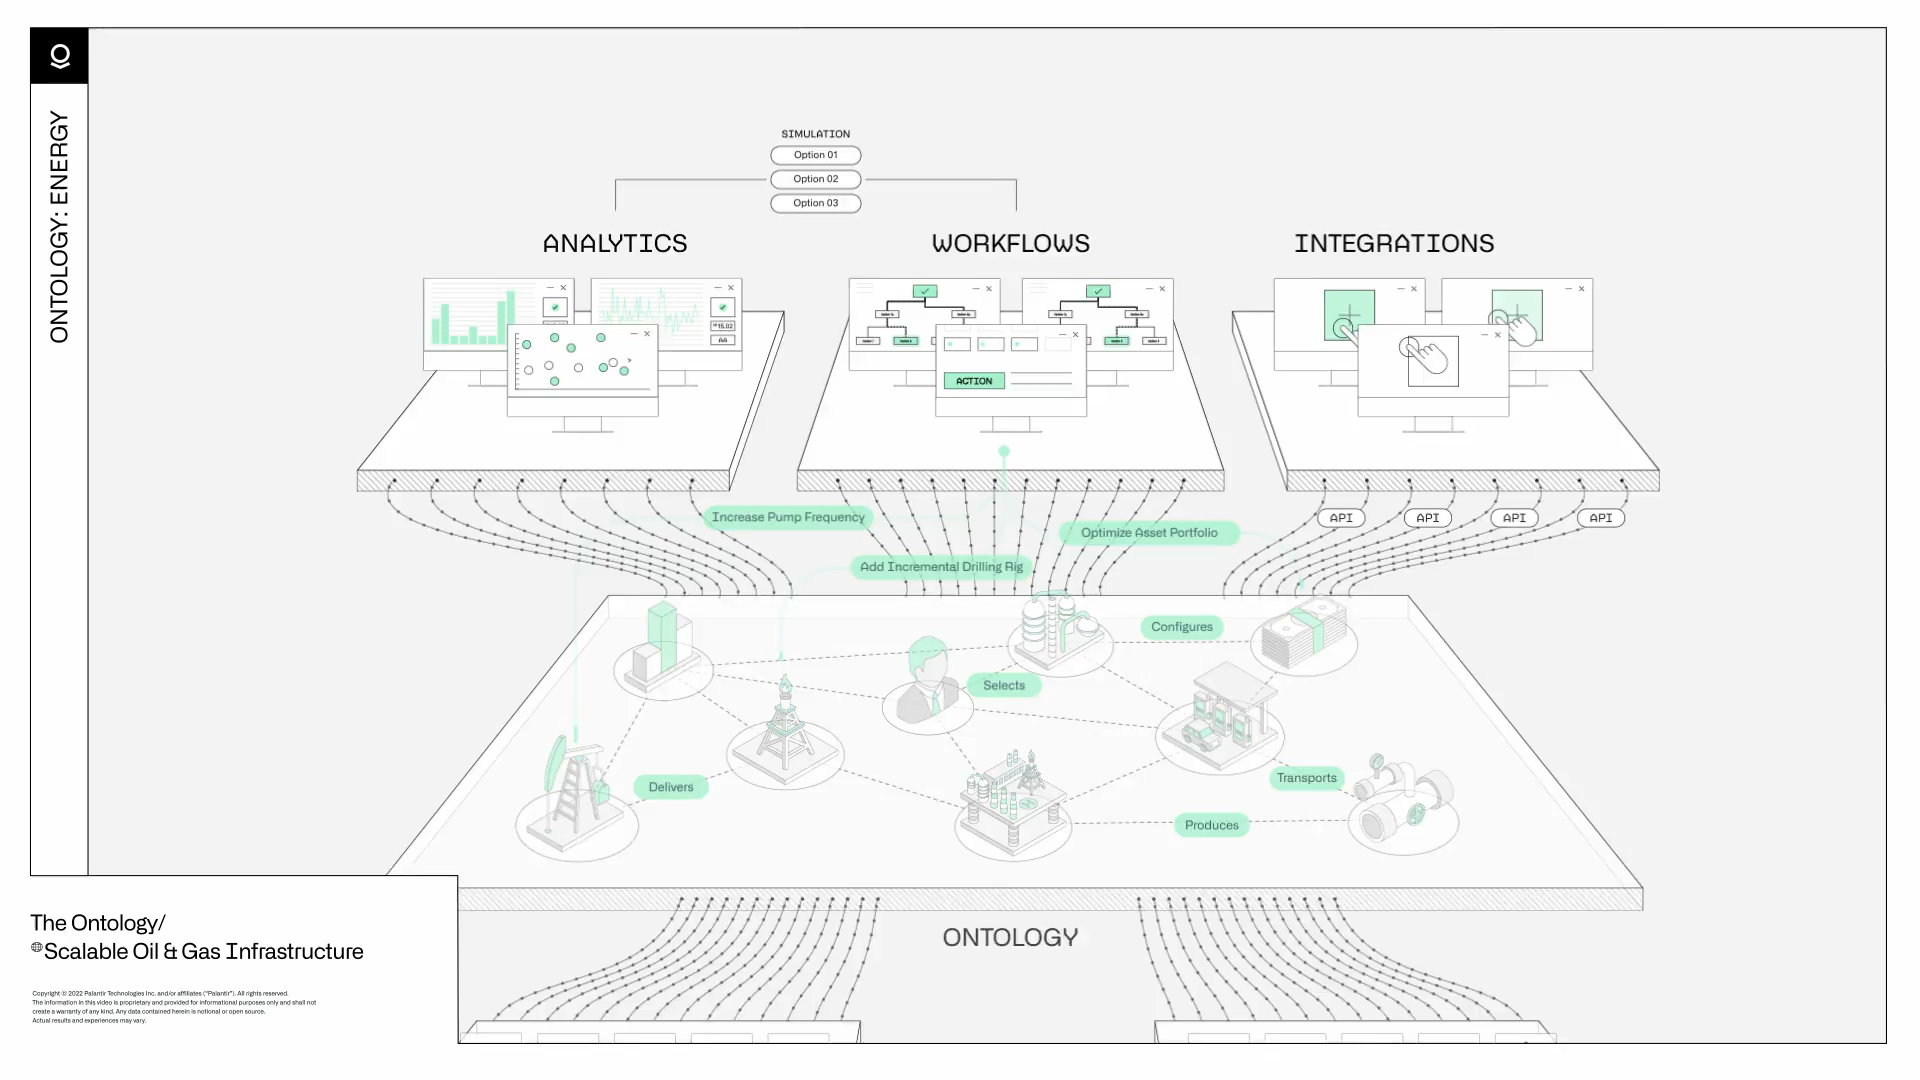 ONTOLOGY: ENERGY
SIMULATION
Option 01
Option 02
Option 03
ANALYTICS
WORKFLOWS
INTEGRATIONS
15.02
AA
ACTION
Increase Pump Frequency
Optimize Asset Portfolio
Add Incremental Drilling Rig
API
API
API
API
Configures
Selects
Delivers
Transports
Produces
ONTOLOGY
The Ontology/
Scalable Oil & Gas Infrastructure
Copyright © 2022 Palantir Technologies Inc. and/or affiliates ("Palantir"). All rights reserved.
The information in this video is proprietary and provided for informational purposes only and shall not
create a warranty of any kind. Any data contained herein is notional or open source.
Actual results and experiences may vary.